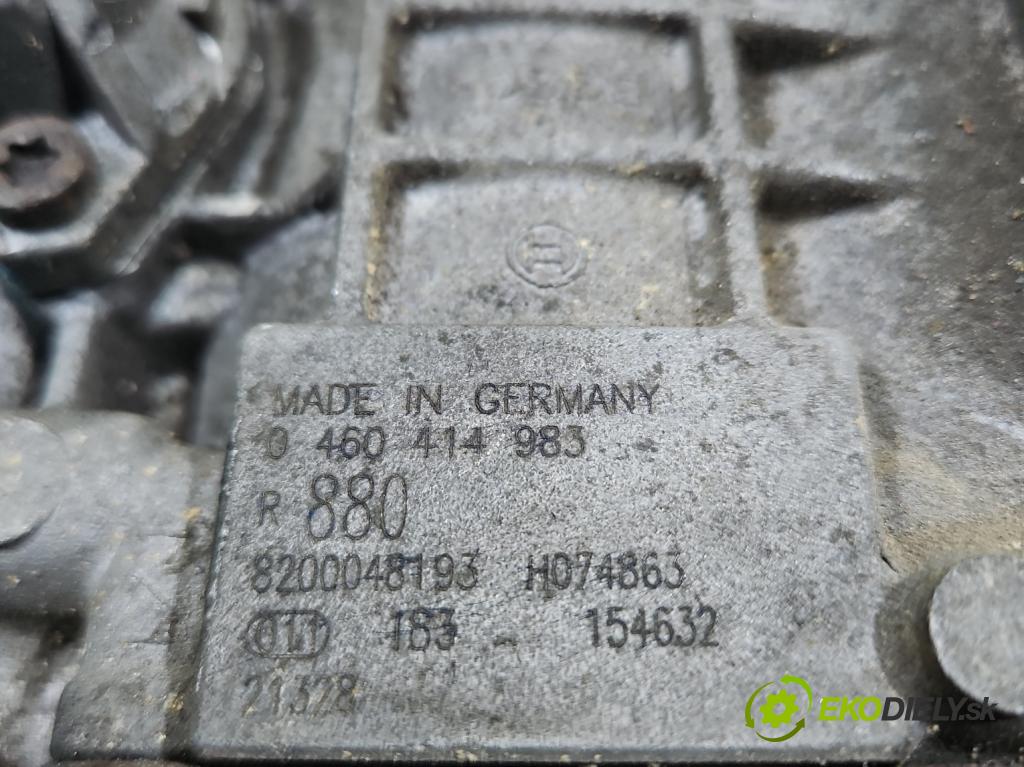 MADE IN GERMANY
0 460 414 983
R 880
8200048193 H074863
011 183 154632
21328
EKODIELY.sk